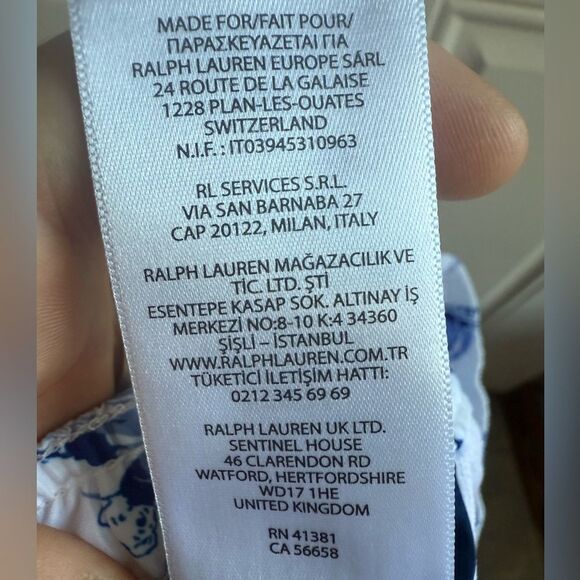 MADE FOR/FAIT POUR/
ΠΑΡΑΣΚΕΥΑΖΕΤΑΙ ΓΙΑ
RALPH LAUREN EUROPE SÀRL
24 ROUTE DE LA GALAISE
1228 PLAN-LES-OUATES
SWITZERLAND
N.I.F. : IT03945310963
RL SERVICES S.R.L.
VIA SAN BARNABA 27
CAP 20122, MILAN, ITALY
RALPH LAUREN MAĞAZACILIK VE
TİC. LTD. ŞTİ
ESENTEPE KASAP SOK. ALTINAY İŞ
MERKEZİ NO:8-10 K:4 34360
ŞİŞLİ – İSTANBUL
WWW.RALPHLAUREN.COM.TR
TÜKETİCİ İLETİŞİM HATTI:
0212 345 69 69
RALPH LAUREN UK LTD.
SENTINEL HOUSE
46 CLARENDON RD
WATFORD, HERTFORDSHIRE
WD17 1HE
UNITED KINGDOM
RN 41381
CA 56658